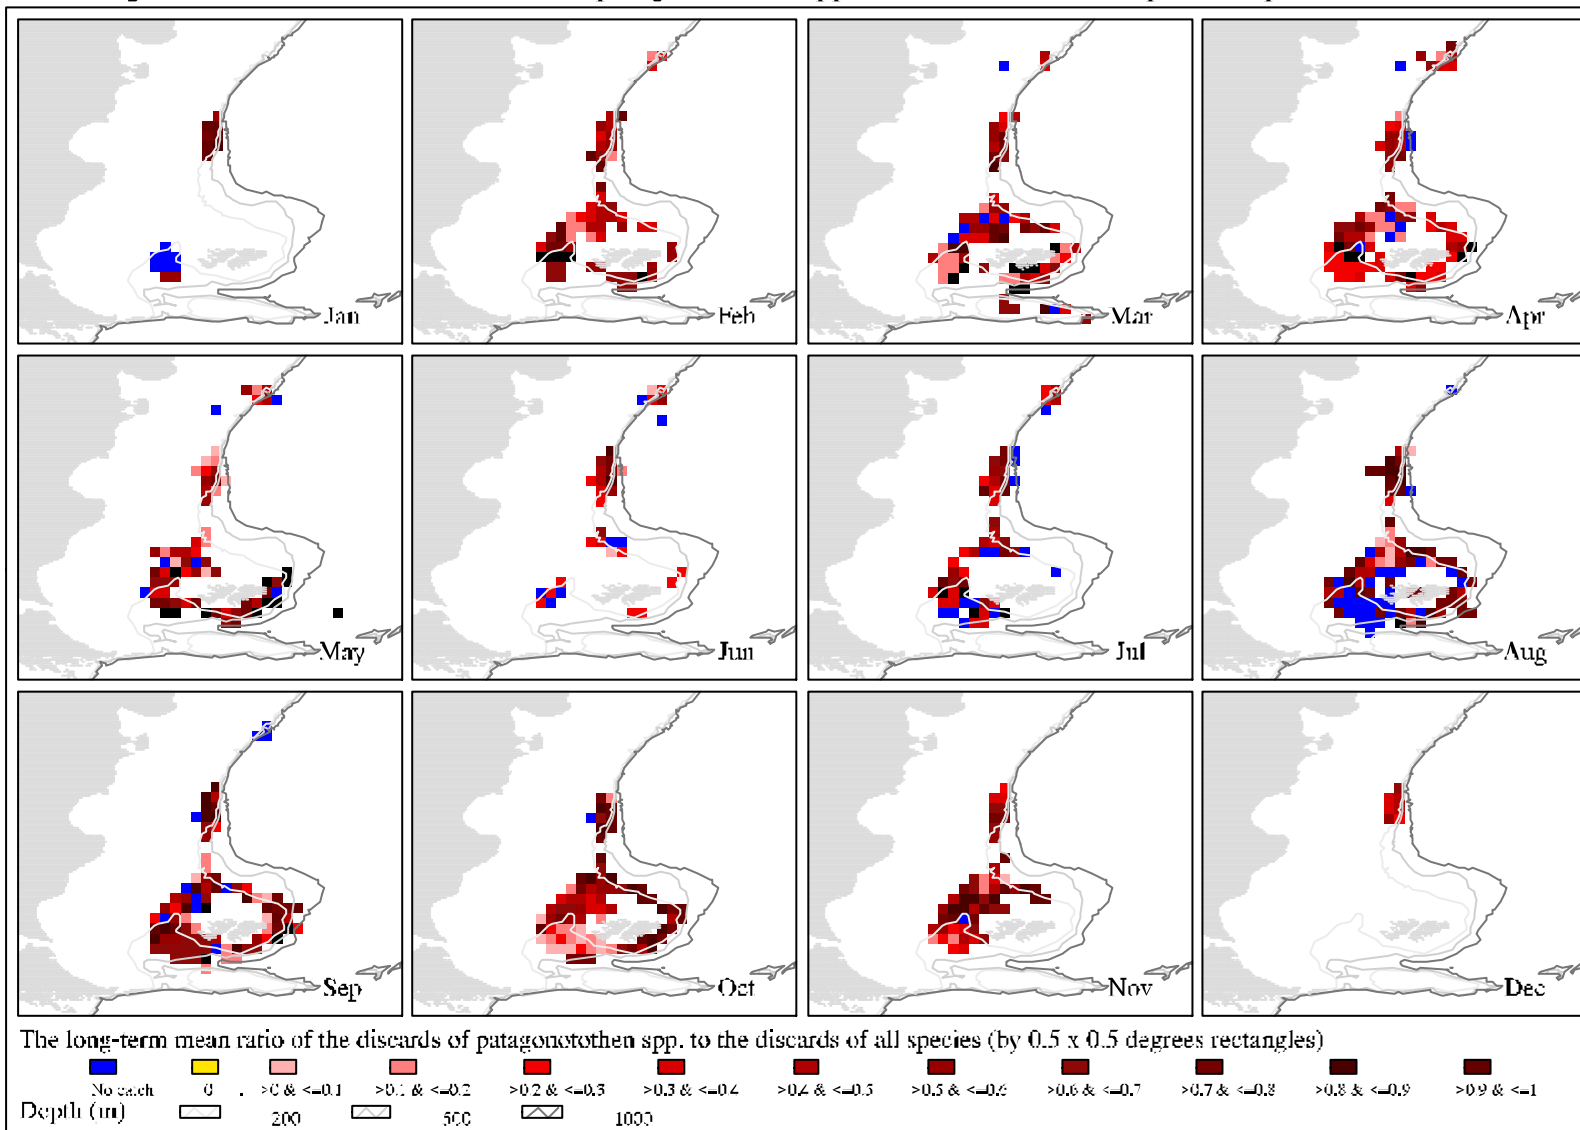 Jan
Feb
Mar
Apr
May
Jun
Jul
Aug
Sep
Oct
Nov
Dec
The long-term mean ratio of the discards of patagonotothen spp. to the discards of all species (by 0.5 x 0.5 degrees rectangles)
No catch 0 >0 & <=0.1 >0.1 & <=0.2 >0.2 & <=0.3 >0.3 & <=0.4 >0.4 & <=0.5 >0.5 & <=0.6 >0.6 & <=0.7 >0.7 & <=0.8 >0.8 & <=0.9 >0.9 & <=1
Depth (m) 200 500 1000